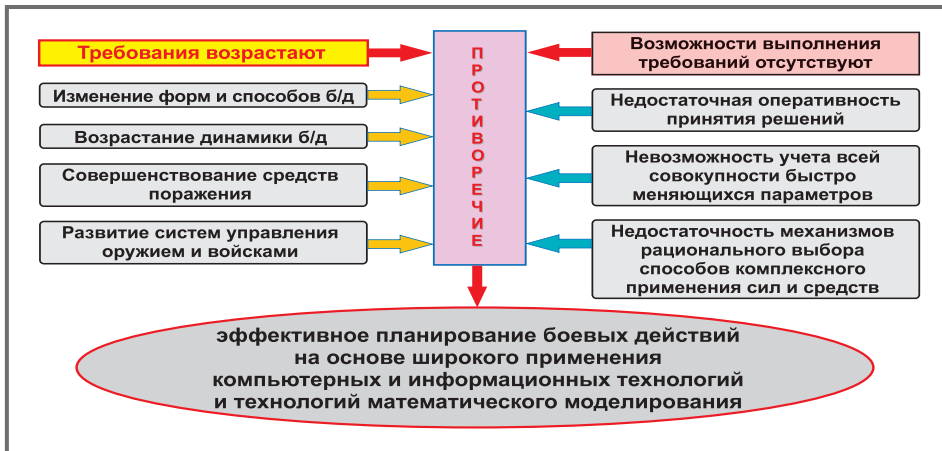 Требования возрастают
Изменение форм и способов б/д
Возрастание динамики б/д
Совершенствование средств
поражения
Развитие систем управления
оружием и войсками
ПРОТИВОРЕЧИЕ
Возможности выполнения
требований отсутствуют
Недостаточная оперативность
принятия решений
Невозможность учета всей
совокупности быстро
меняющихся параметров
Недостаточность механизмов
рационального выбора
способов комплексного
применения сил и средств
эффективное планирование боевых действий
на основе широкого применения
компьютерных и информационных технологий
и технологий математического моделирования